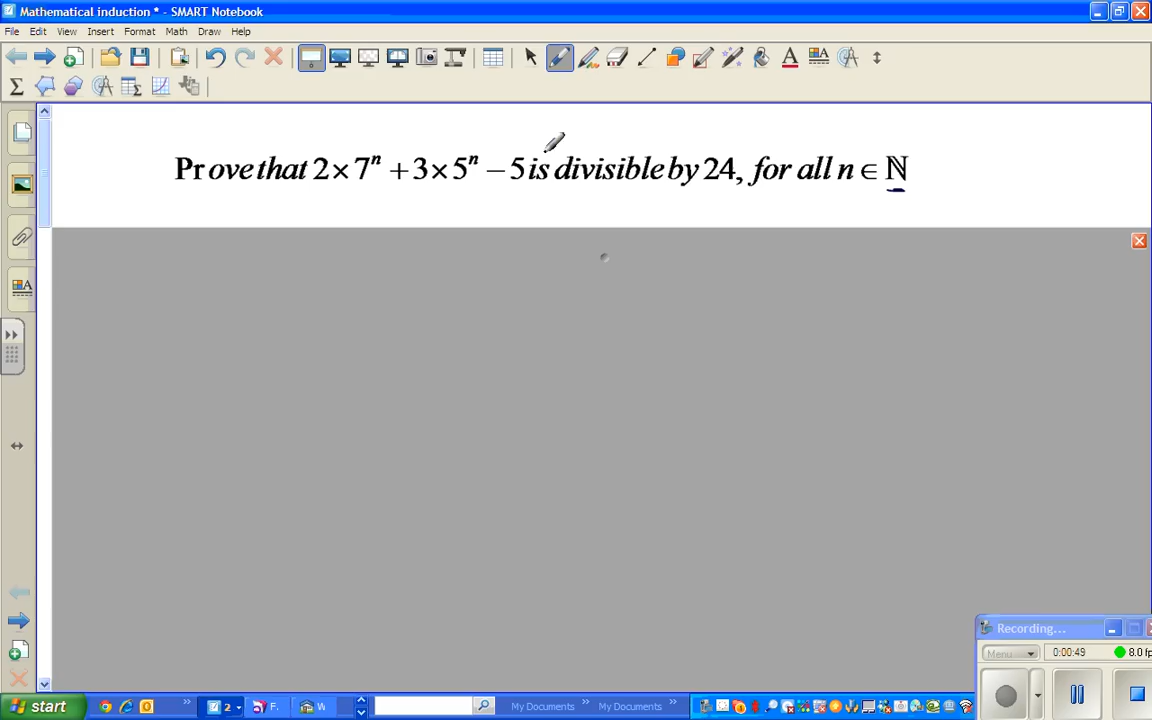 Mathematical induction * - SMART Notebook
File Edit View Insert Format Math Draw Help
Prove that 2 × 7ⁿ + 3 × 5ⁿ − 5 is divisible by 24, for all n ∈ ℕ
Recording...
Menu 0:00:49 8.0 fp
start 2 F. W My Documents » My Documents »